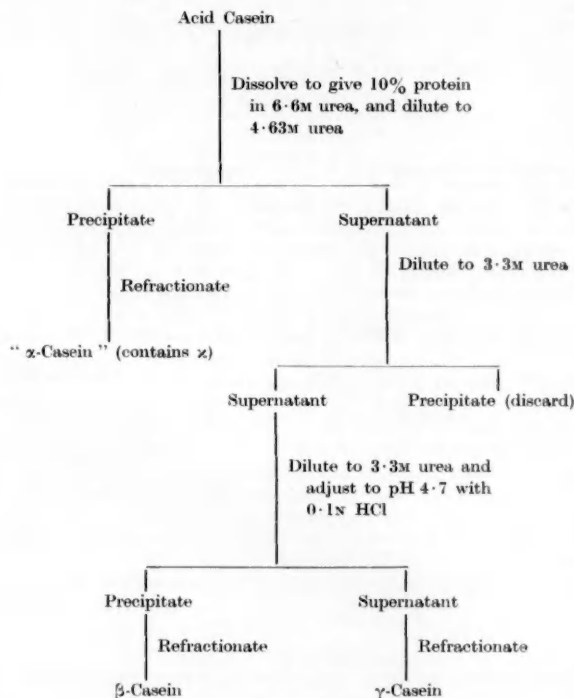 Acid Casein
Dissolve to give 10% protein
in 6·6M urea, and dilute to
4·63M urea
Precipitate
Supernatant
Dilute to 3·3M urea
Refractionate
“ α-Casein ” (contains κ)
Supernatant
Precipitate (discard)
Dilute to 3·3M urea and
adjust to pH 4·7 with
0·1N HCl
Precipitate
Supernatant
Refractionate
Refractionate
β-Casein
γ-Casein